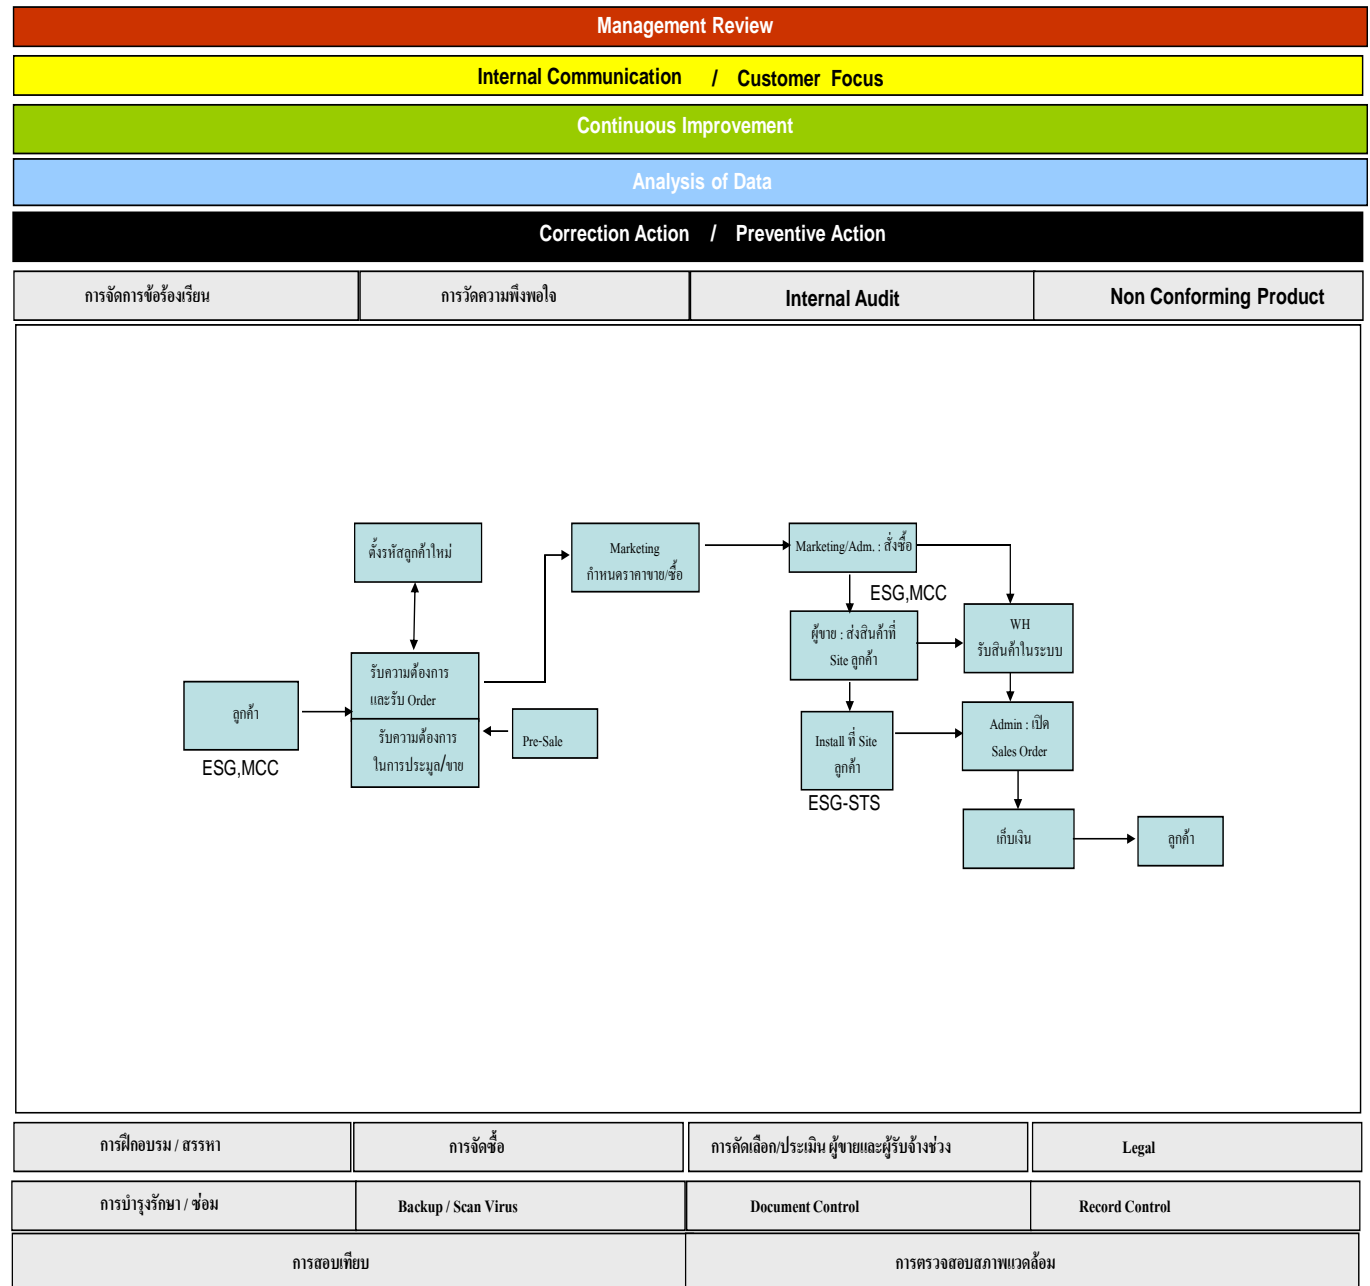 Management Review
Internal Communication / Customer Focus
Continuous Improvement
Analysis of Data
Correction Action / Preventive Action
การจัดการข้อร้องเรียน
การวัดความพึงพอใจ
Internal Audit
Non Conforming Product
ตั้งรหัสลูกค้าใหม่
Marketing
กำหนดราคาขาย/ซื้อ
Marketing/Adm. : สั่งซื้อ
ESG,MCC
ผู้ขาย : ส่งสินค้าที่
Site ลูกค้า
WH
รับสินค้าในระบบ
ลูกค้า
ESG,MCC
รับความต้องการ
และรับ Order
รับความต้องการ
ในการประมูล/ขาย
Pre-Sale
Install ที่ Site
ลูกค้า
ESG-STS
Admin : เปิด
Sales Order
เก็บเงิน
ลูกค้า
การฝึกอบรม / สรรหา
การจัดซื้อ
การคัดเลือก/ประเมิน ผู้ขายและผู้รับจ้างช่วง
Legal
การบำรุงรักษา / ซ่อม
Backup / Scan Virus
Document Control
Record Control
การสอบเทียบ
การตรวจสอบสภาพแวดล้อม